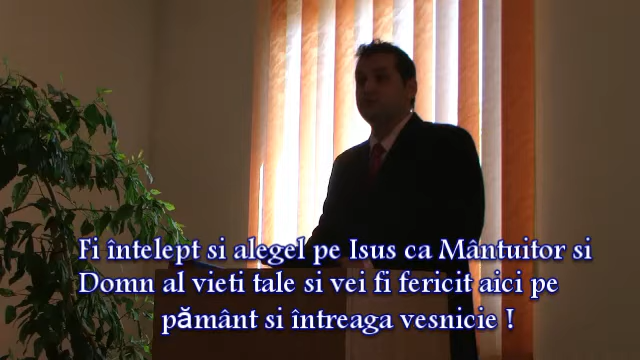 Fi întelept si alegel pe Isus ca Mântuitor si
Domn al vieti tale si vei fi fericit aici pe
pământ si întreaga vesnicie !